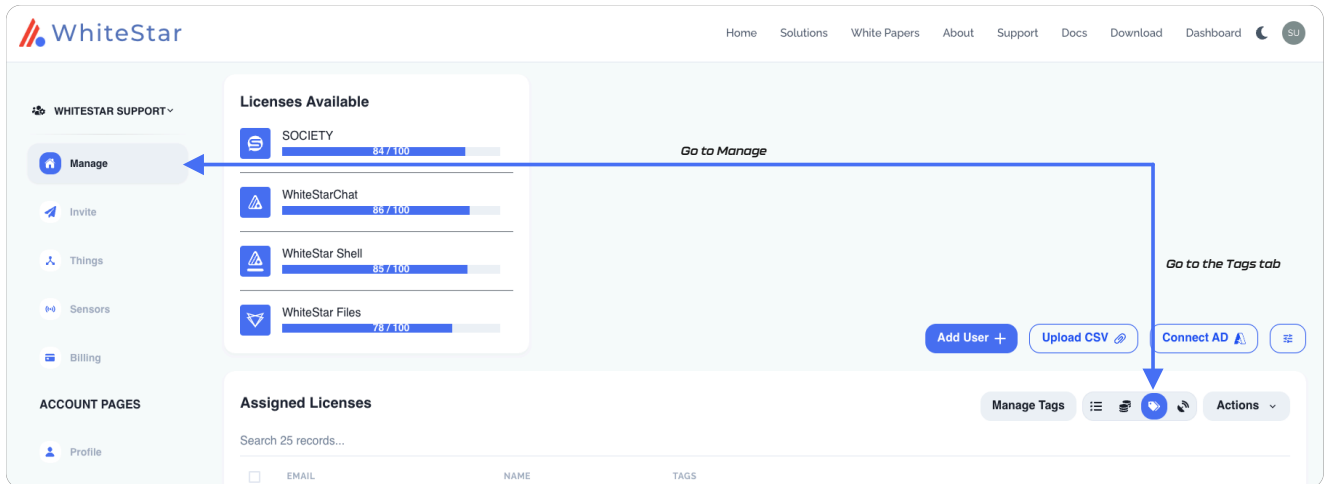 WhiteStar
Home Solutions White Papers About Support Docs Download Dashboard SU
WHITESTAR SUPPORT
Manage
Invite
Things
Sensors
Billing
ACCOUNT PAGES
Profile
Licenses Available
SOCIETY
84 / 100
WhiteStarChat
86 / 100
WhiteStar Shell
85 / 100
WhiteStar Files
78 / 100
Go to Manage
Go to the Tags tab
Add User + Upload CSV Connect AD
Assigned Licenses
Manage Tags Actions
Search 25 records...
EMAIL NAME TAGS